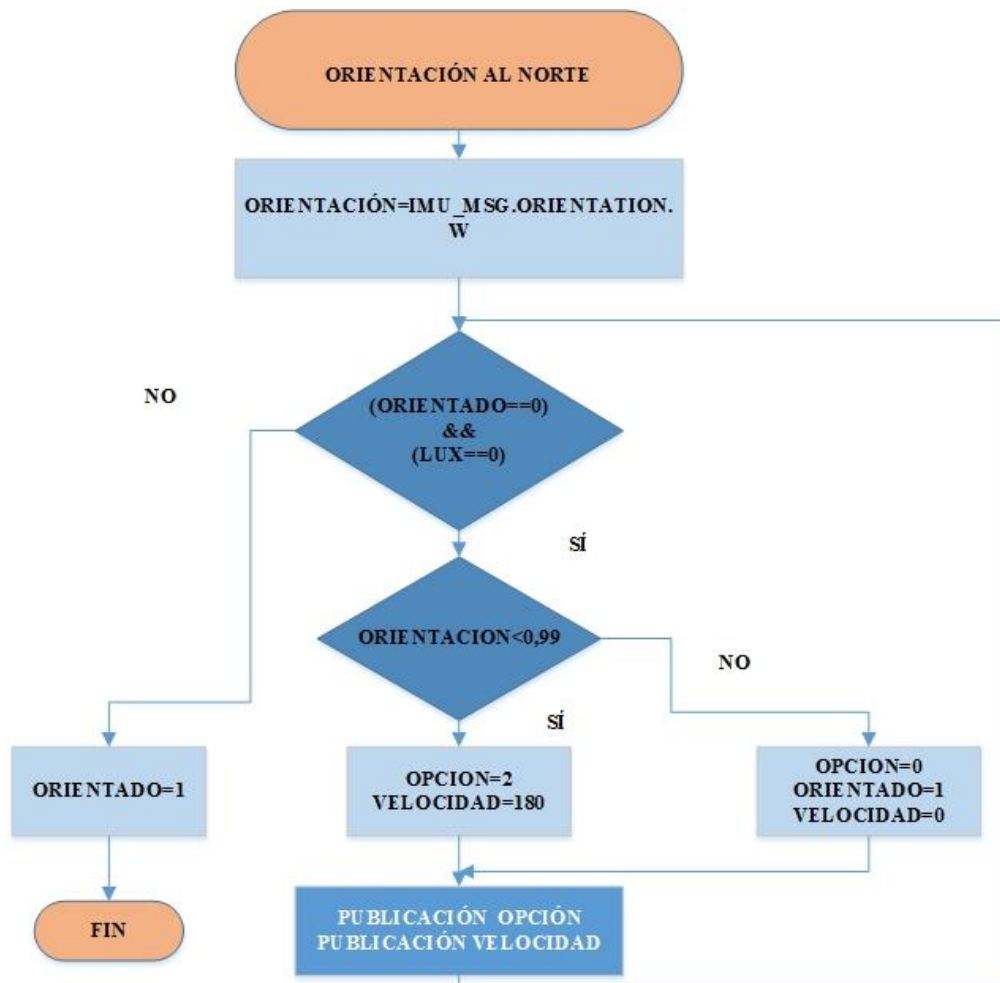 ORIENTACIÓN AL NORTE
ORIENTACIÓN=IMU_MSG.ORIENTATION.
W
NO
(ORIENTADO==0)
&&
(LUX==0)
SÍ
ORIENTACION<0,99
NO
SÍ
ORIENTADO=1
OPCION=2
VELOCIDAD=180
OPCION=0
ORIENTADO=1
VELOCIDAD=0
FIN
PUBLICACIÓN OPCIÓN
PUBLICACIÓN VELOCIDAD